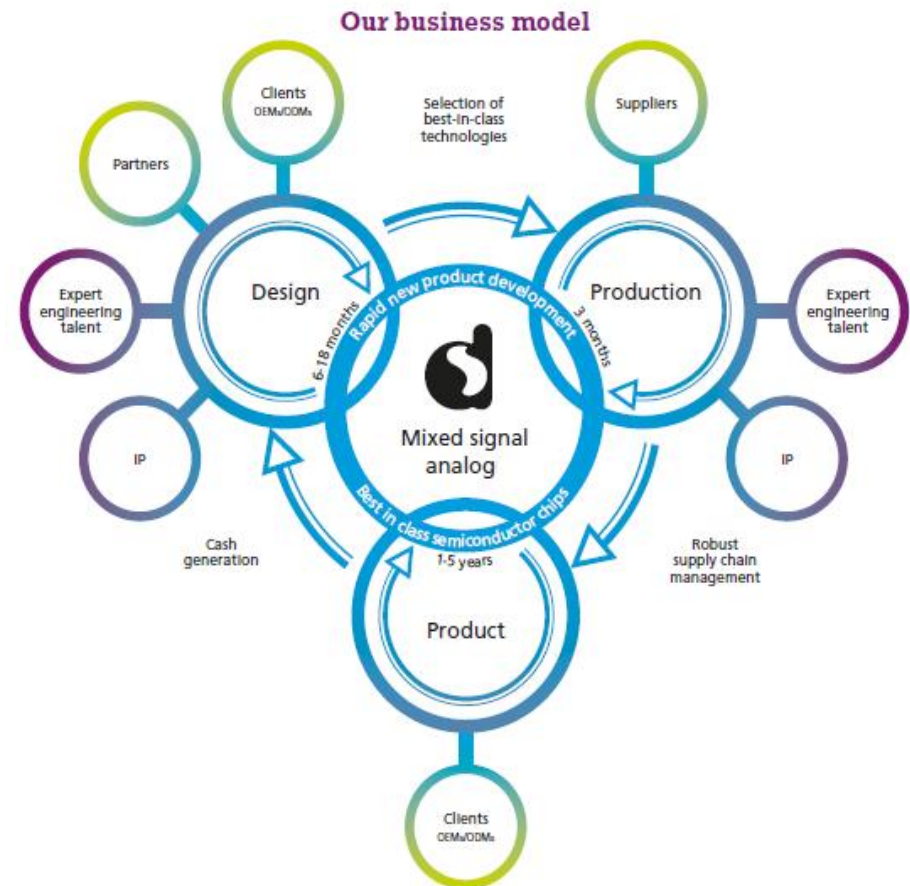 Our business model
Clients
OEMs/ODMs
Selection of
best-in-class
technologies
Suppliers
Partners
Expert
engineering
talent
Design
6-18 months
Rapid new product development
Production
3 months
Expert
engineering
talent
IP
Mixed signal
analog
IP
Best in class semiconductor chips
Cash
generation
1-5 years
Robust
supply chain
management
Product
Clients
OEMs/ODMs